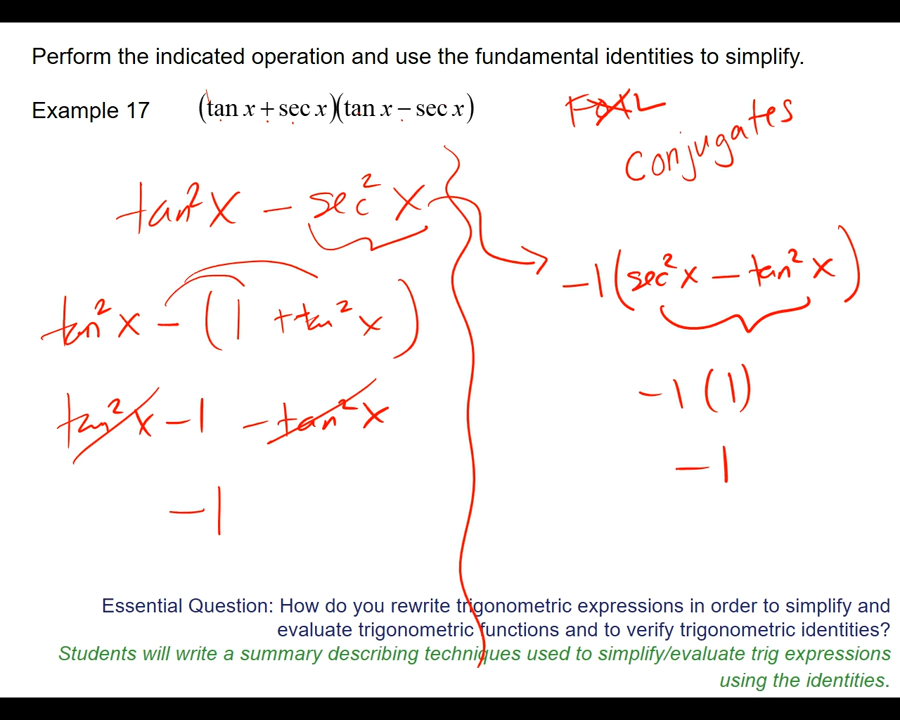 Perform the indicated operation and use the fundamental identities to simplify.
Example 17 (tan x + sec x)(tan x − sec x)
FOIL
Conjugates
tan²x − sec²x
−1(sec²x − tan²x)
tan²x − (1 + tan²x)
−1(1)
tan²x − 1 − tan²x
−1
−1
Essential Question: How do you rewrite trigonometric expressions in order to simplify and
evaluate trigonometric functions and to verify trigonometric identities?
Students will write a summary describing techniques used to simplify/evaluate trig expressions
using the identities.